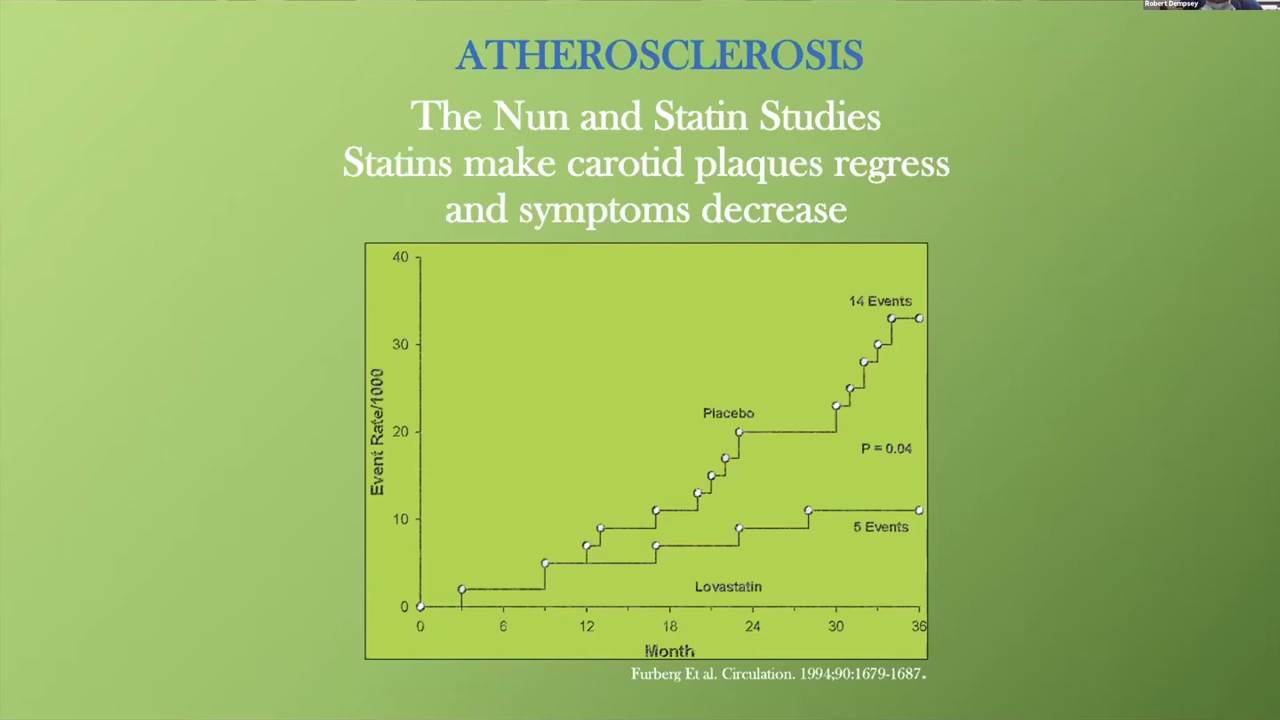 Robert Dempsey
ATHEROSCLEROSIS
The Nun and Statin Studies
Statins make carotid plaques regress
and symptoms decrease
40
30
20
10
0
Event Rate/1000
14 Events
Placebo
P = 0.04
5 Events
Lovastatin
0 6 12 18 24 30 36
Month
Furberg Et al. Circulation. 1994;90:1679-1687.